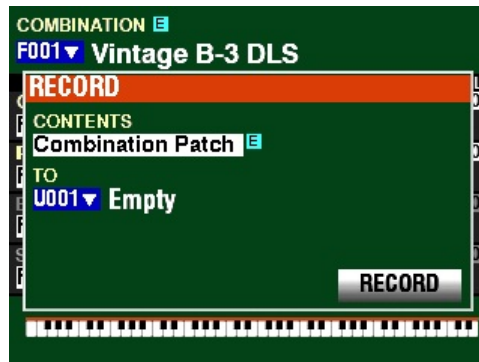 COMBINATION E
F001▼ Vintage B-3 DLS
RECORD
CONTENTS
Combination Patch E
TO
U001▼ Empty
RECORD